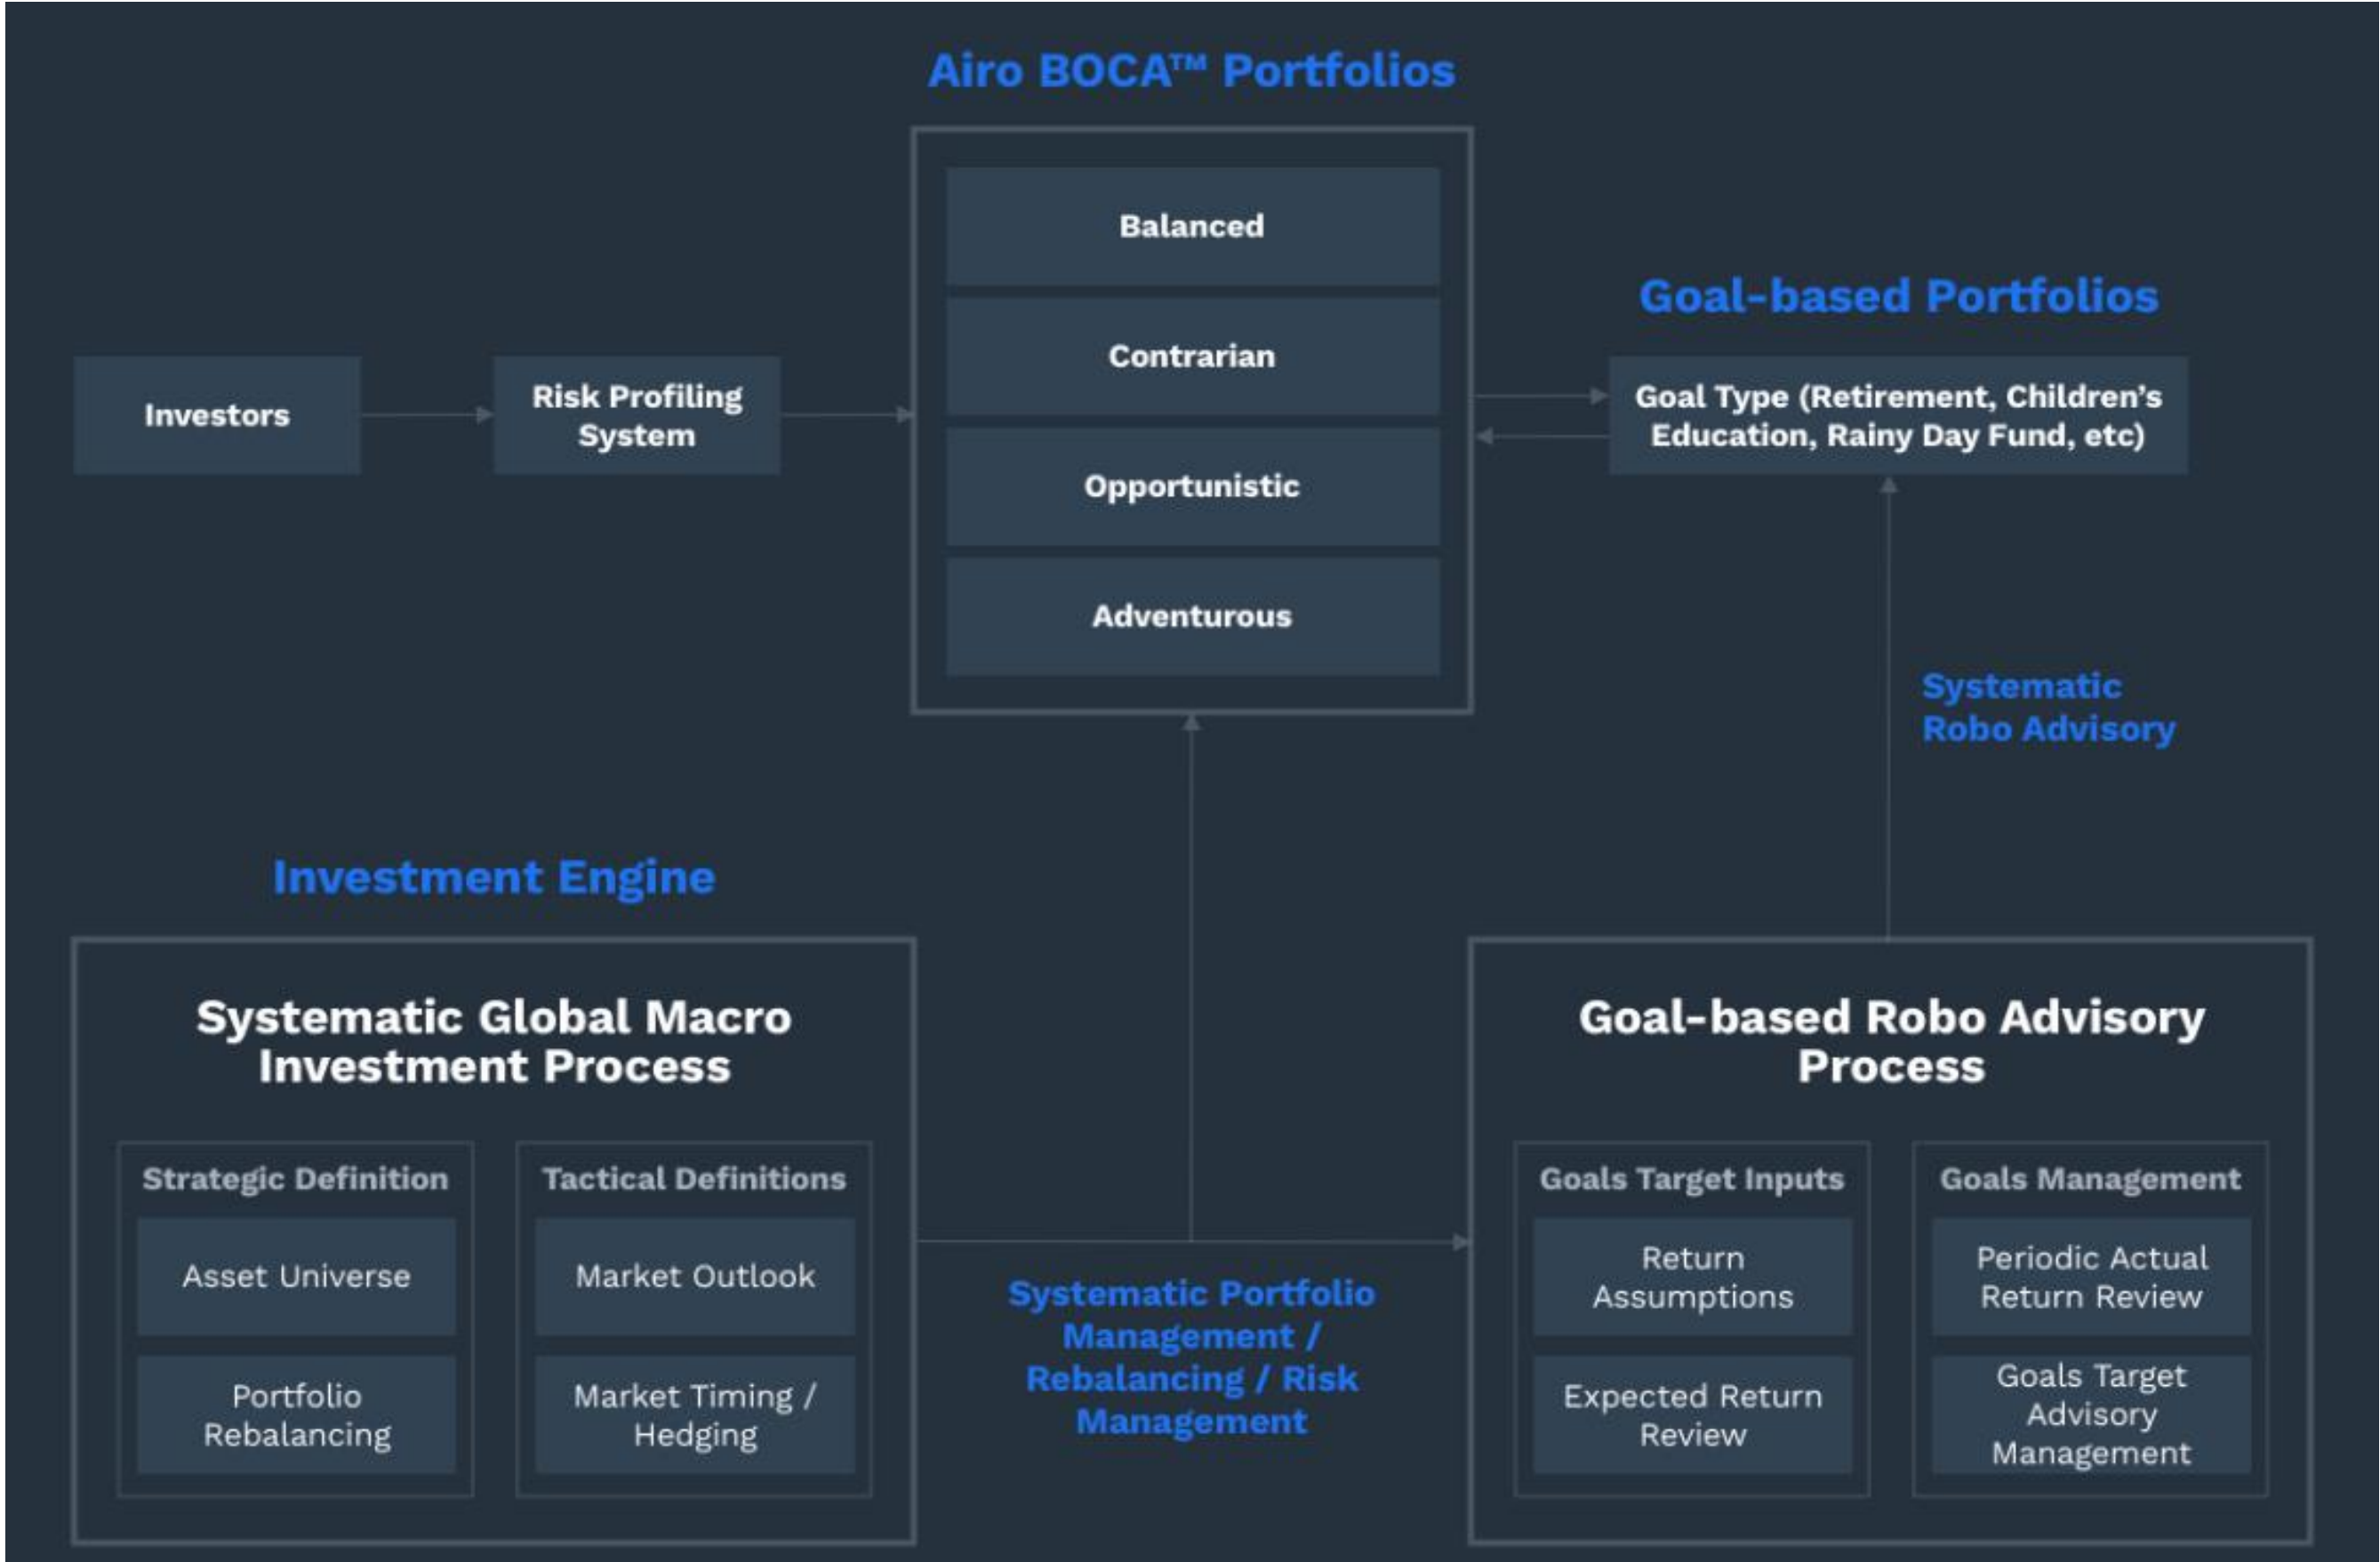 Airo BOCA™ Portfolios
Balanced
Contrarian
Opportunistic
Adventurous
Investors
Risk Profiling
System
Goal-based Portfolios
Goal Type (Retirement, Children’s
Education, Rainy Day Fund, etc)
Systematic
Robo Advisory
Investment Engine
Systematic Global Macro
Investment Process
Strategic Definition
Asset Universe
Portfolio
Rebalancing
Tactical Definitions
Market Outlook
Market Timing /
Hedging
Systematic Portfolio
Management /
Rebalancing / Risk
Management
Goal-based Robo Advisory
Process
Goals Target Inputs
Return
Assumptions
Expected Return
Review
Goals Management
Periodic Actual
Return Review
Goals Target
Advisory
Management